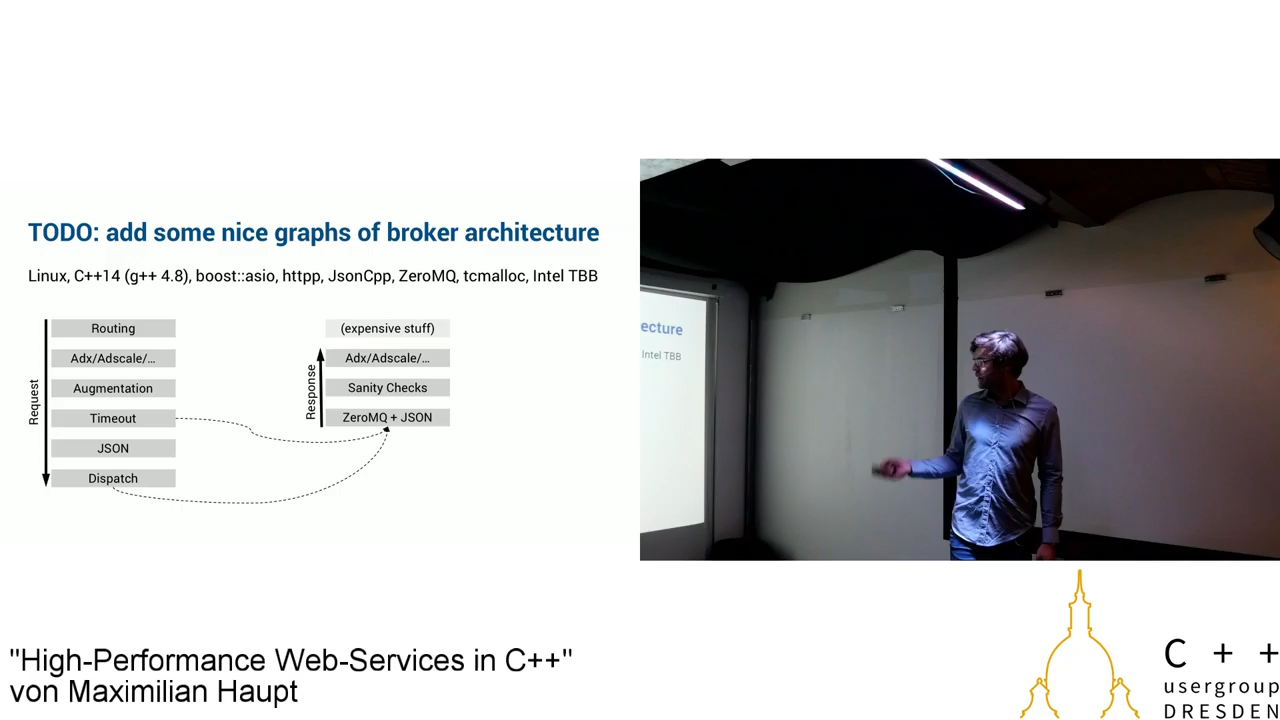 TODO: add some nice graphs of broker architecture
Linux, C++14 (g++ 4.8), boost::asio, httpp, JsonCpp, ZeroMQ, tcmalloc, Intel TBB
Request
Routing
Adx/Adscale/...
Augmentation
Timeout
JSON
Dispatch
Response
(expensive stuff)
Adx/Adscale/...
Sanity Checks
ZeroMQ + JSON
ecture
Intel TBB
"High-Performance Web-Services in C++"
von Maximilian Haupt
C + +
usergroup
DRESDEN